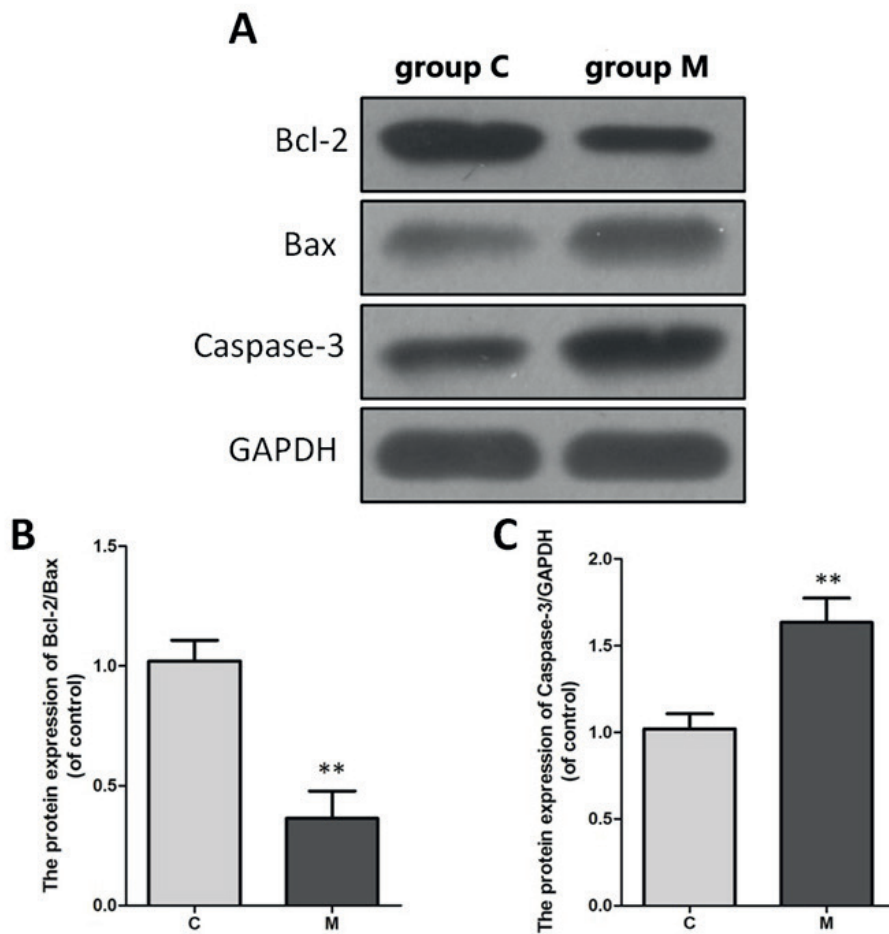 A
group C group M
Bcl-2
Bax
Caspase-3
GAPDH
B
The protein expression of Bcl-2/Bax
(of control)
1.5
1.0
0.5
0.0
**
C M
C
The protein expression of Caspase-3/GAPDH
(of control)
2.0
1.5
1.0
0.5
0.0
**
C M